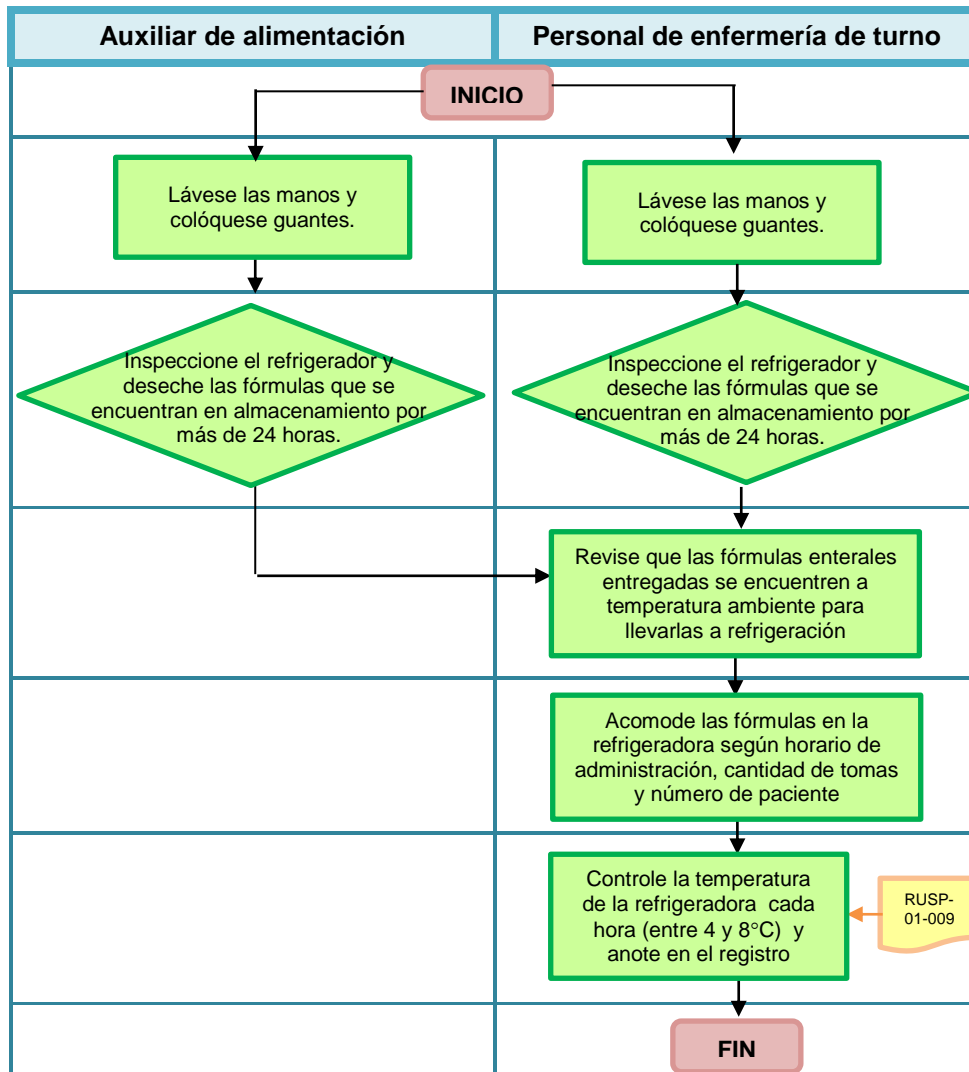 Auxiliar de alimentación
Personal de enfermería de turno
INICIO
Lávese las manos y
colóquese guantes.
Lávese las manos y
colóquese guantes.
Inspeccione el refrigerador y
deseche las fórmulas que se
encuentran en almacenamiento por
más de 24 horas.
Inspeccione el refrigerador y
deseche las fórmulas que se
encuentran en almacenamiento por
más de 24 horas.
Revise que las fórmulas enterales
entregadas se encuentren a
temperatura ambiente para
llevarlas a refrigeración
Acomode las fórmulas en la
refrigeradora según horario de
administración, cantidad de tomas
y número de paciente
Controle la temperatura
de la refrigeradora cada
hora (entre 4 y 8°C) y
anote en el registro
RUSP-
01-009
FIN